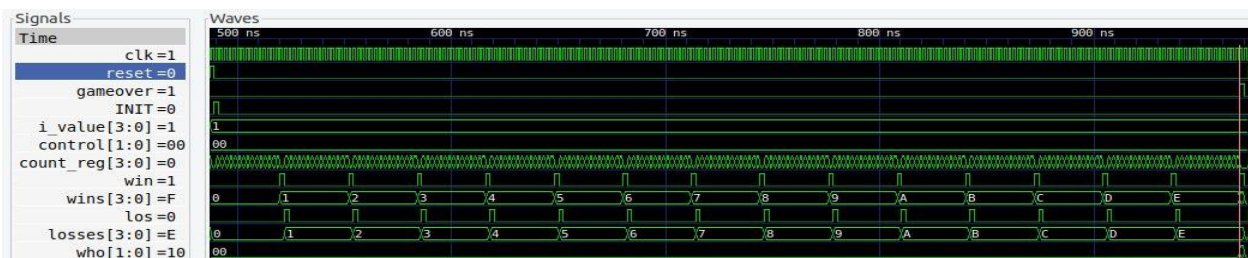 Signals Waves
Time 500 ns 600 ns 700 ns 800 ns 900 ns
clk=1
reset=0
gameover=1
INIT=0
i_value[3:0]=1 1
control[1:0]=00 00
count_reg[3:0]=0
win=1
wins[3:0]=F 0 1 2 3 4 5 6 7 8 9 A B C D E
los=0
losses[3:0]=E 0 1 2 3 4 5 6 7 8 9 A B C D E
who[1:0]=10 00